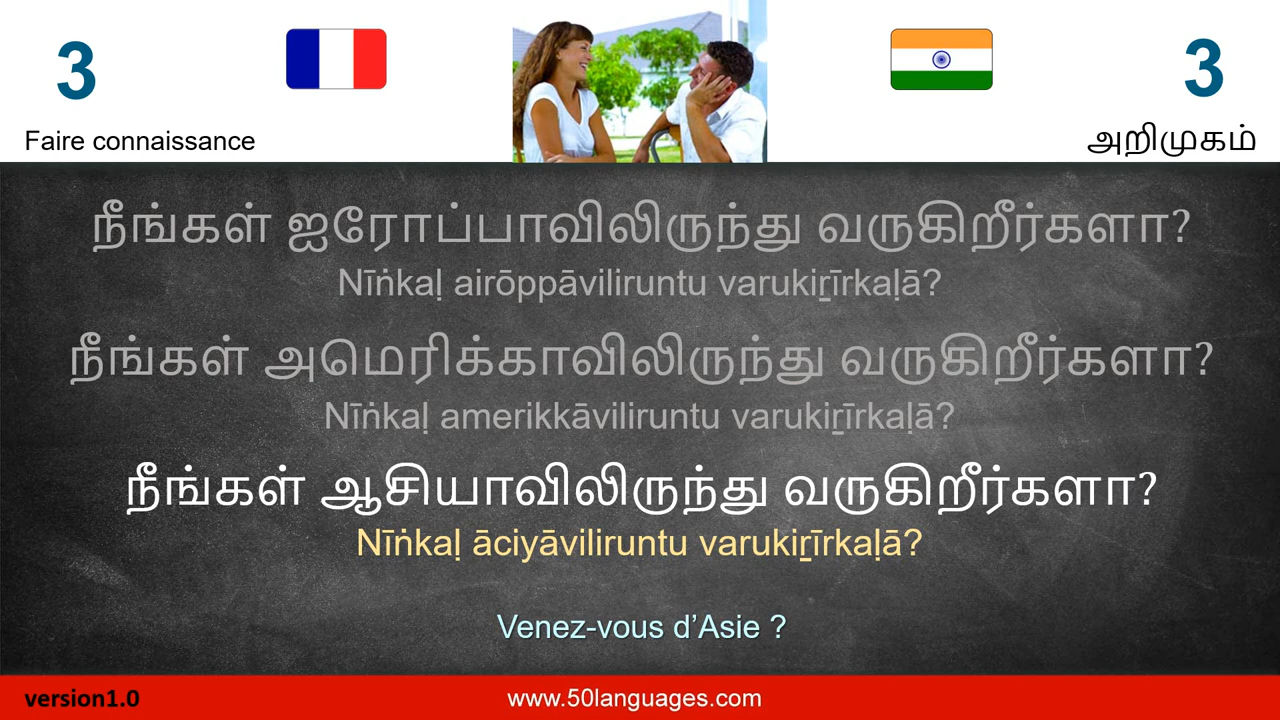 3
3
Faire connaissance
அறிமுகம்
நீங்கள் ஐரோப்பாவிலிருந்து வருகிறீர்களா?
Nīṅkaḷ airōppāviliruntu varukiṟīrkaḷā?
நீங்கள் அமெரிக்காவிலிருந்து வருகிறீர்களா?
Nīṅkaḷ amerikkāviliruntu varukiṟīrkaḷā?
நீங்கள் ஆசியாவிலிருந்து வருகிறீர்களா?
Nīṅkaḷ āciyāviliruntu varukiṟīrkaḷā?
Venez-vous d’Asie ?
version1.0
www.50languages.com